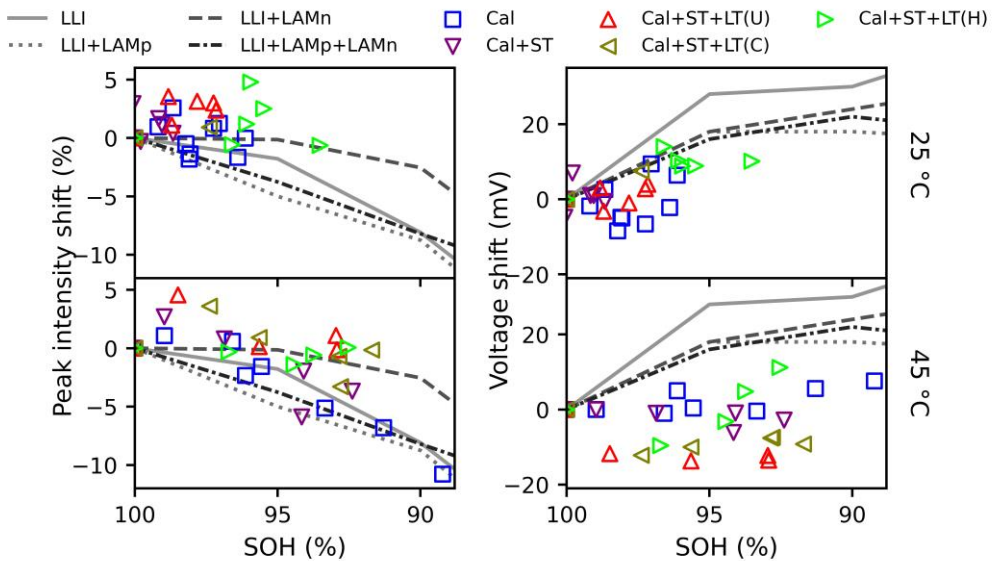 LLI LLI+LAMn Cal Cal+ST+LT(U) Cal+ST+LT(H)
LLI+LAMp LLI+LAMp+LAMn Cal+ST Cal+ST+LT(C)
5
0
−5
−10
20
0
−20
25 °C
5
0
−5
−10
20
0
−20
45 °C
Peak intensity shift (%)
Voltage shift (mV)
100 95 90
100 95 90
SOH (%)
SOH (%)